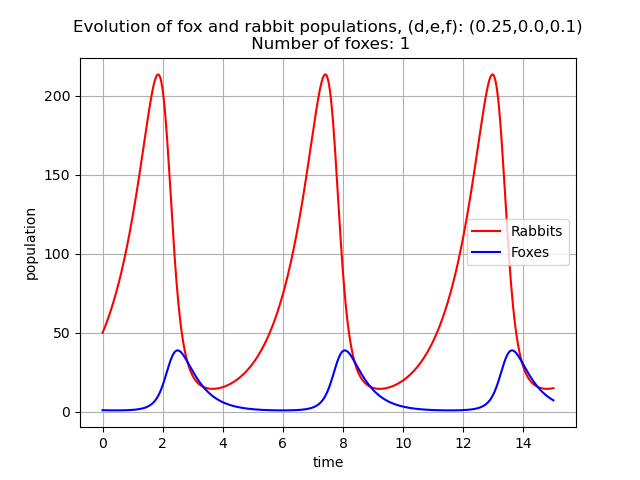 Evolution of fox and rabbit populations, (d,e,f): (0.25,0.0,0.1)
Number of foxes: 1
200
150
100
50
0
population
Rabbits
Foxes
0 2 4 6 8 10 12 14
time